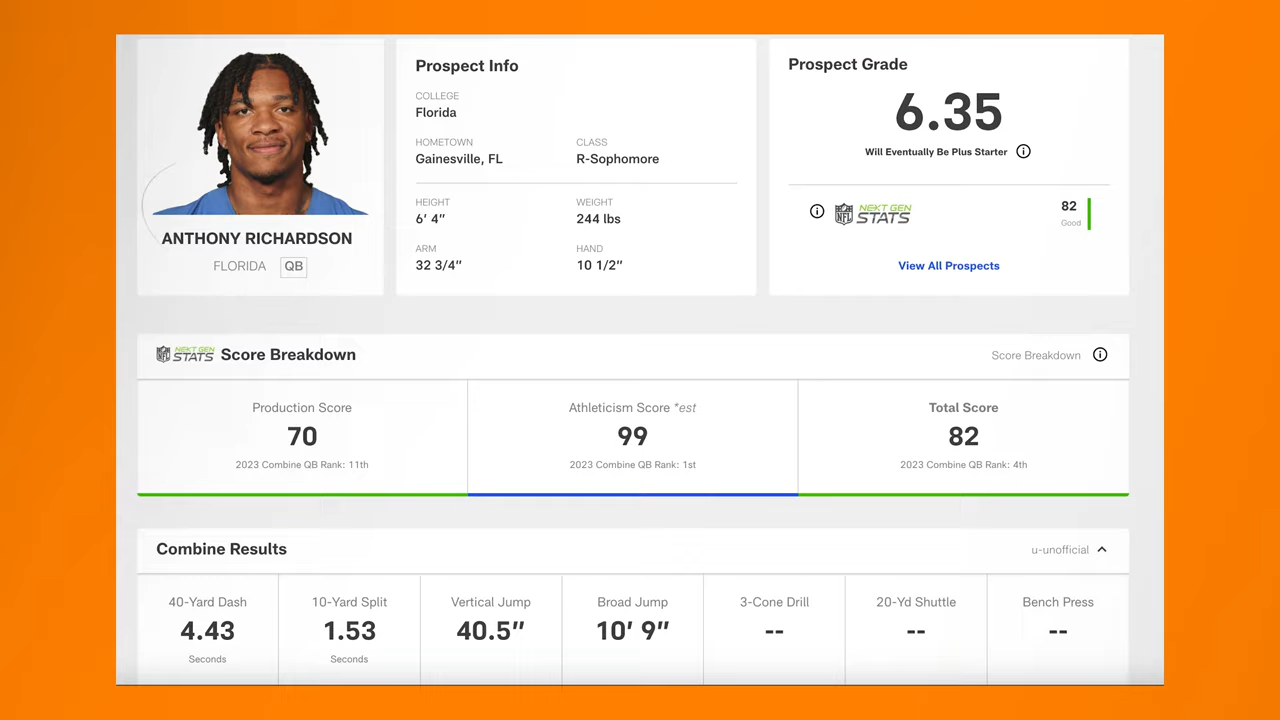 ANTHONY RICHARDSON
FLORIDA QB
Prospect Info
COLLEGE
Florida
HOMETOWN CLASS
Gainesville, FL R-Sophomore
HEIGHT WEIGHT
6′ 4″ 244 lbs
ARM HAND
32 3/4″ 10 1/2″
Prospect Grade
6.35
Will Eventually Be Plus Starter
NFL NEXT GEN STATS 82
Good
View All Prospects
NFL NEXT GEN STATS Score Breakdown Score Breakdown
Production Score Athleticism Score *est Total Score
70 99 82
2023 Combine QB Rank: 11th 2023 Combine QB Rank: 1st 2023 Combine QB Rank: 4th
Combine Results u-unofficial
40-Yard Dash 10-Yard Split Vertical Jump Broad Jump 3-Cone Drill 20-Yd Shuttle Bench Press
4.43 1.53 40.5″ 10′ 9″ -- -- --
Seconds Seconds